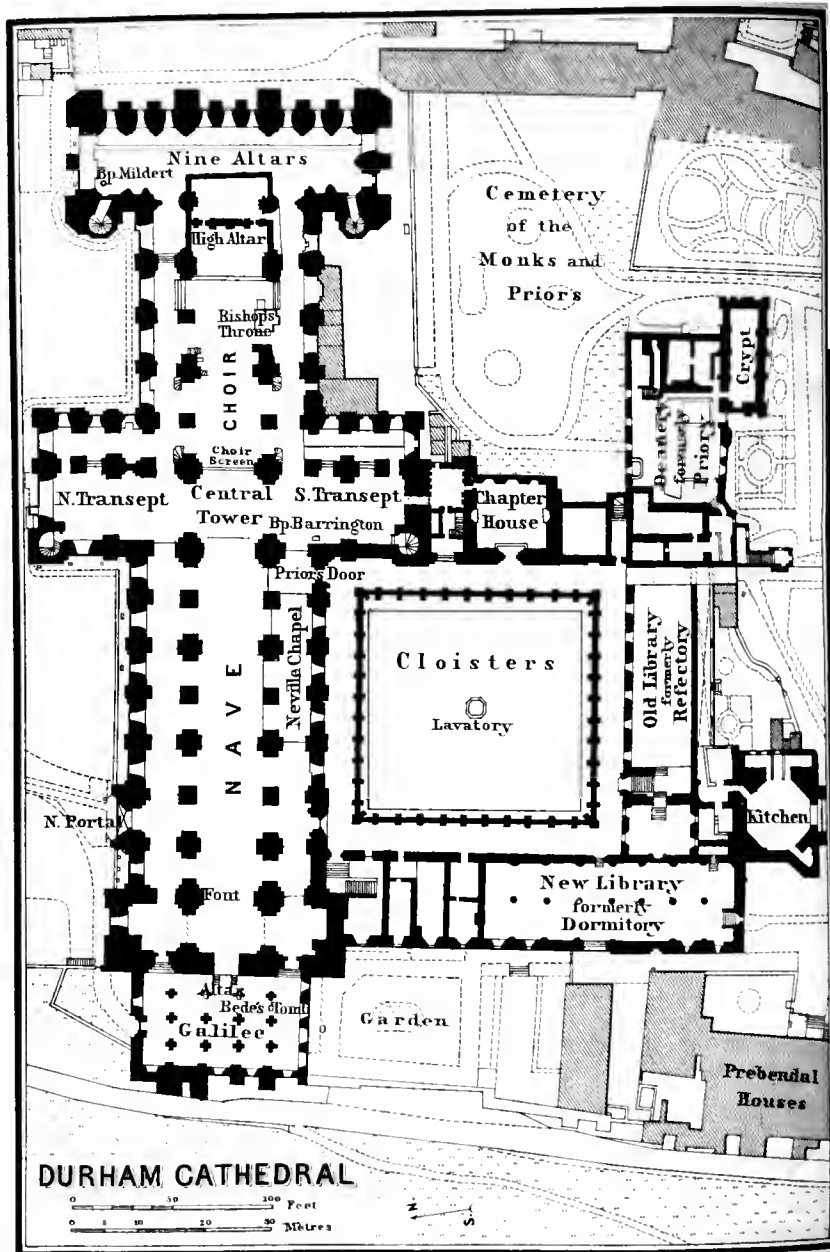 Nine Altars
Bp. Mildert
High Altar
Cemetery
of the
Monks and
Priors
Bishops
Throne
CHOIR
Crypt
Deanery
formerly
Priory
Choir
Screen
N. Transept
Central
Tower
S. Transept
Bp. Barrington
Chapter
House
Priors Door
NAVE
Neville Chapel
Cloisters
Lavatory
Old Library
formerly
Refectory
N. Portal
Kitchen
Font
New Library
formerly
Dormitory
Altar
Bede's Tomb
Galilee
Garden
Prebendal
Houses
DURHAM CATHEDRAL
0 50 100 Feet
0 5 10 20 30 Metres
N. S.